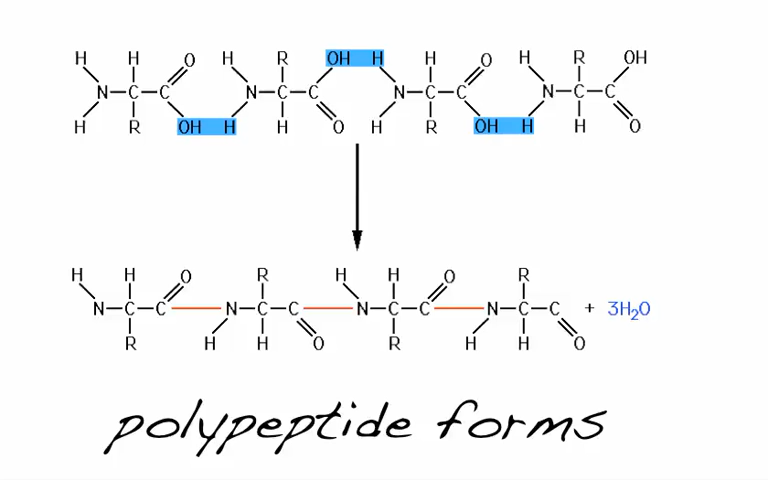 H H O H R OH H H O H R OH
N C C N C C N C C N C C
H R OH H H O H R OH H H O
H H O R H H O R
N C C N C C N C C N C C + 3H₂O
R H H O R H H O
polypeptide forms